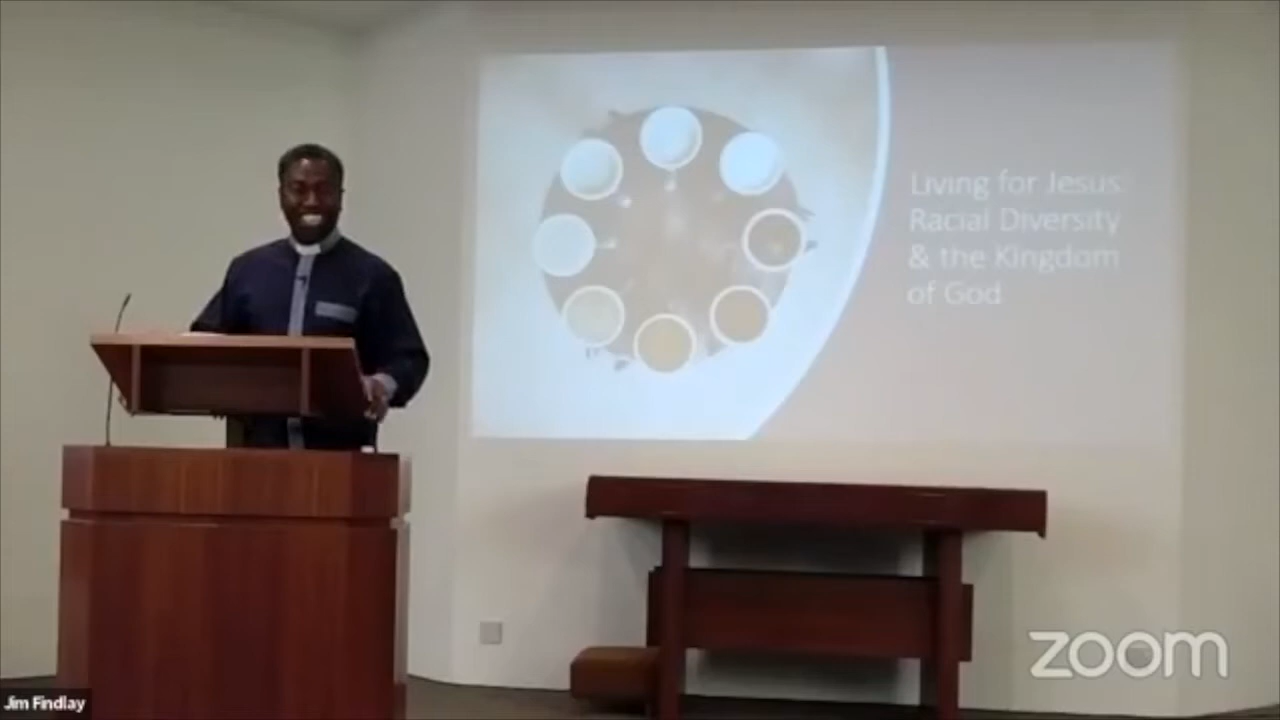 Living for Jesus:
Racial Diversity
& the Kingdom
of God
zoom
Jim Findlay